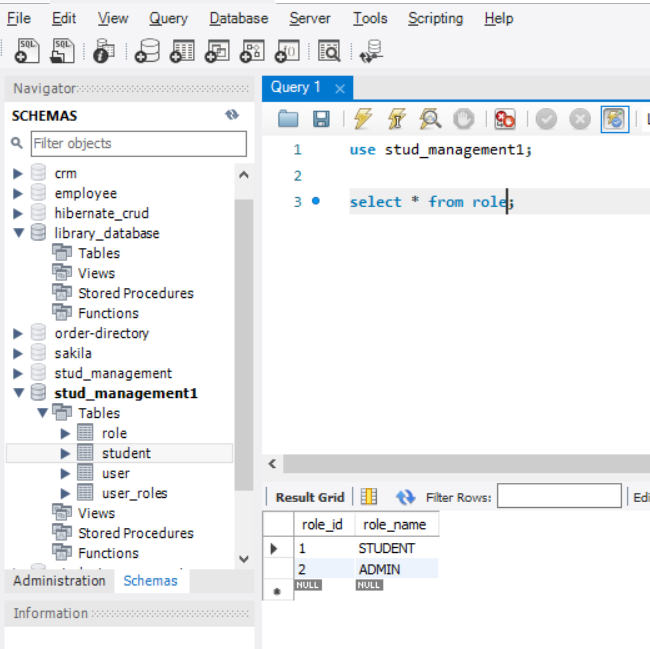 File Edit View Query Database Server Tools Scripting Help
SQL SQL
Navigator
SCHEMAS
Filter objects
crm
employee
hibernate_crud
library_database
Tables
Views
Stored Procedures
Functions
order-directory
sakila
stud_management
stud_management1
Tables
role
student
user
user_roles
Views
Stored Procedures
Functions
Administration Schemas
Information
Query 1
1 use stud_management1;
2
3 select * from role;
Result Grid Filter Rows: Edi
role_id role_name
1 STUDENT
2 ADMIN
NULL NULL